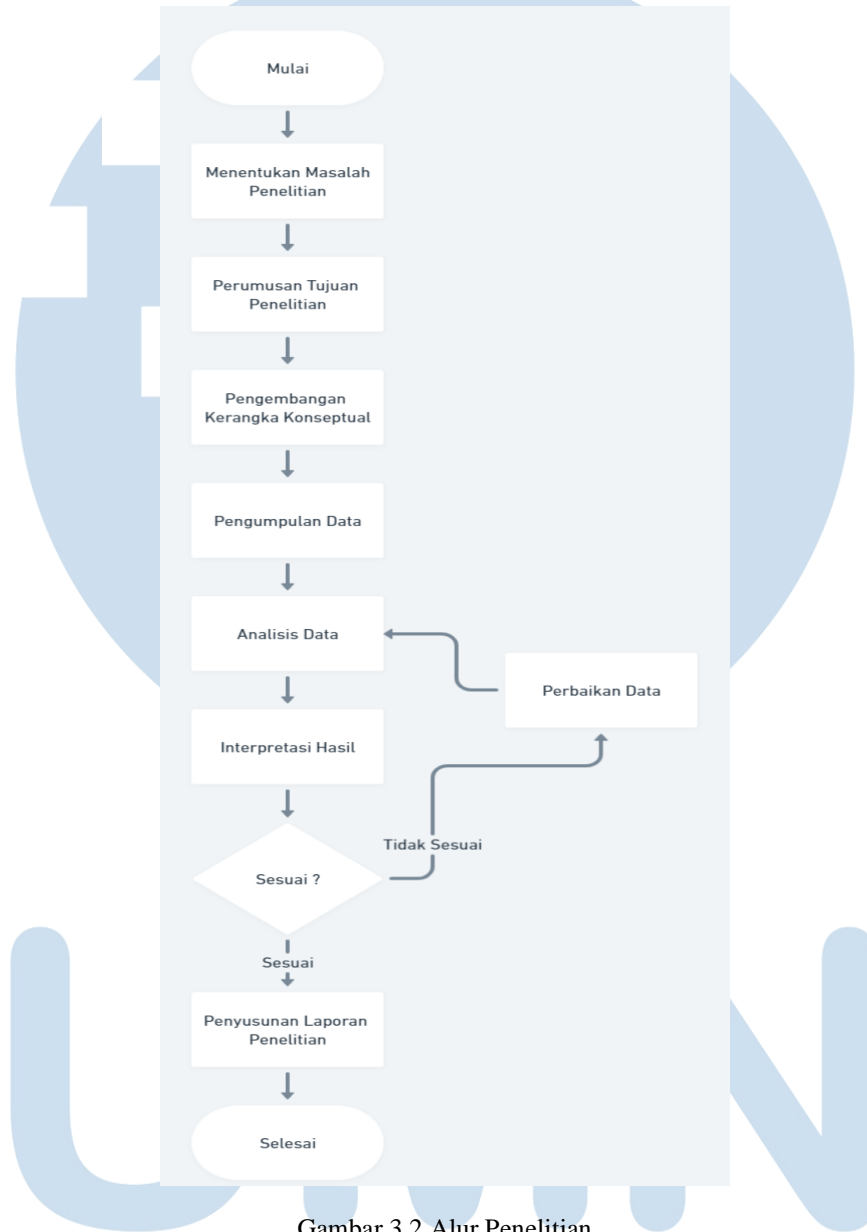 Mulai
Menentukan Masalah
Penelitian
Perumusan Tujuan
Penelitian
Pengembangan
Kerangka Konseptual
Pengumpulan Data
Analisis Data
Perbaikan Data
Interpretasi Hasil
Tidak Sesuai
Sesuai ?
Sesuai
Penyusunan Laporan
Penelitian
Selesai
UMN
Gambar 3.2 Alur Penelitian